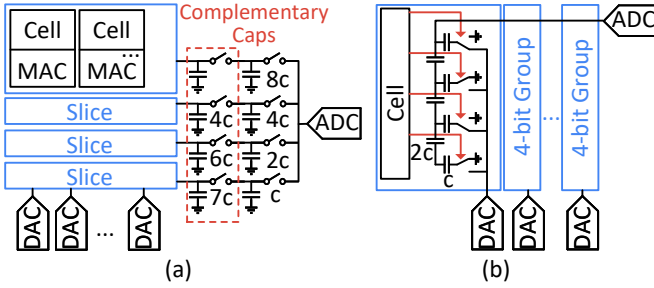 Complementary
Caps
Cell
Cell
...
MAC
MAC
8c
Slice
4c
4c
ADC
Slice
6c
2c
Slice
7c
c
DAC
DAC
...
DAC
(a)
ADC
Cell
2c
c
4-bit Group
...
4-bit Group
DAC
DAC
DAC
(b)